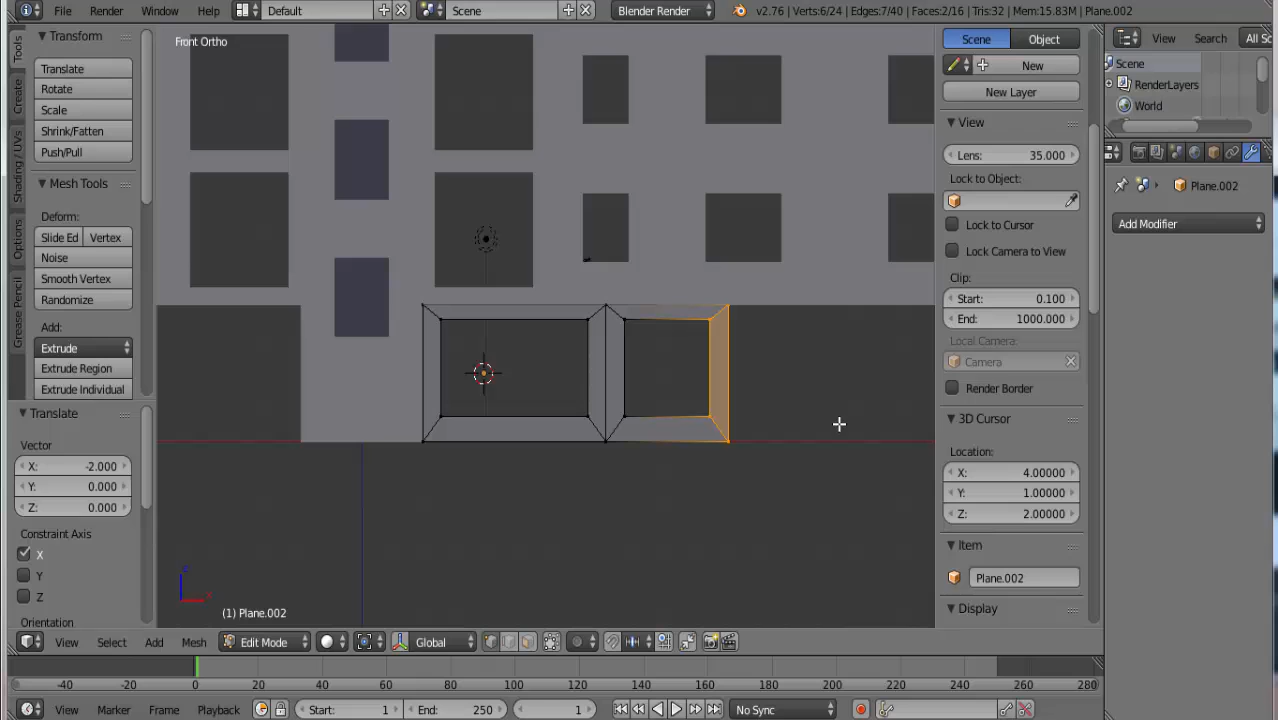 File Render Window Help Default Scene Blender Render v2.76 | Verts:6/24 | Edges:7/40 | Faces:2/16 | Tris:32 | Mem:15.83M | Plane.002
Transform
Translate
Rotate
Scale
Shrink/Fatten
Push/Pull
Mesh Tools
Deform:
Slide Ed Vertex
Noise
Smooth Vertex
Randomize
Add:
Extrude
Extrude Region
Extrude Individual
Tools
Create
Shading / UVs
Options
Grease Pencil
Translate
Vector
X: -2.000
Y: 0.000
Z: 0.000
Constraint Axis
X
Y
Z
Orientation
Front Ortho
z
x
(1) Plane.002
Scene Object
New
New Layer
View
Lens: 35.000
Lock to Object:
Lock to Cursor
Lock Camera to View
Clip:
Start: 0.100
End: 1000.000
Local Camera:
Camera
Render Border
3D Cursor
Location:
X: 4.00000
Y: 1.00000
Z: 2.00000
Item
Plane.002
Display
View Search All Sc
Scene
RenderLayers
World
Plane.002
Add Modifier
View Select Add Mesh Edit Mode Global
-40 -20 0 20 40 60 80 100 120 140 160 180 200 220 240 260 280
View Marker Frame Playback Start: 1 End: 250 1 No Sync